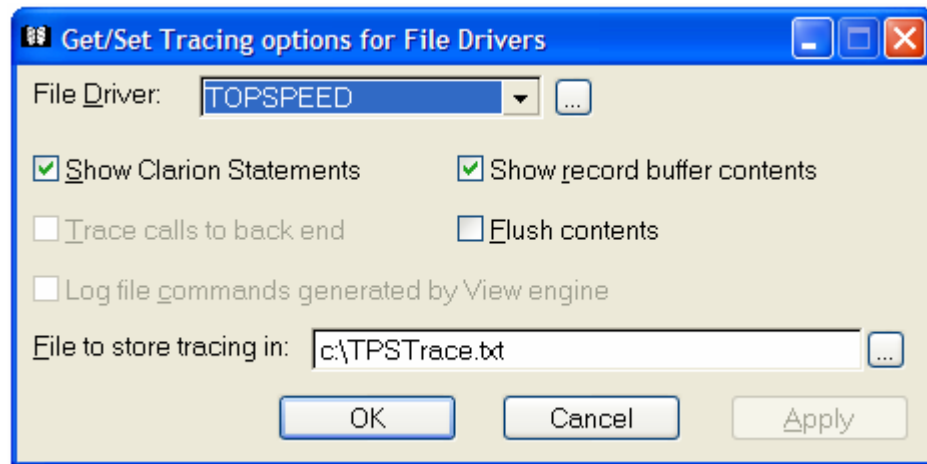 Get/Set Tracing options for File Drivers
File Driver: TOPSPEED ...
Show Clarion Statements Show record buffer contents
Trace calls to back end Flush contents
Log file commands generated by View engine
File to store tracing in: c:\TPSTrace.txt ...
OK Cancel Apply